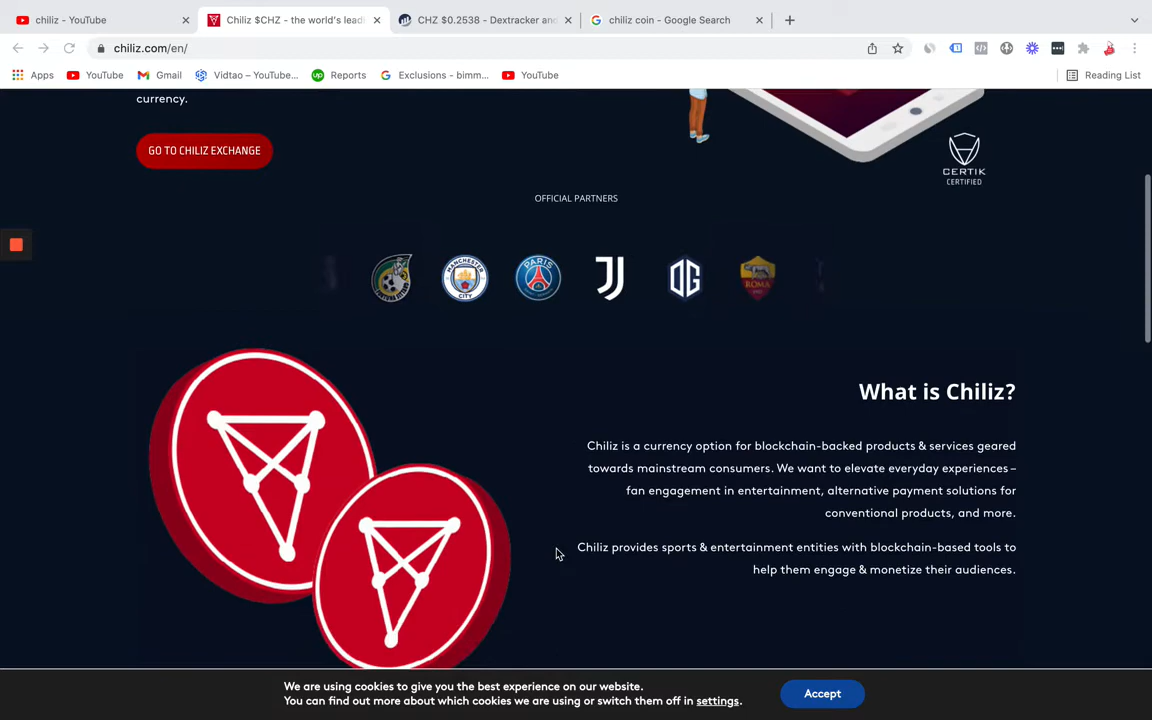 chiliz - YouTube
Chiliz $CHZ - the world's leadi
CHZ $0.2538 - Dextracker and
chiliz coin - Google Search
chiliz.com/en/
Apps
YouTube
Gmail
Vidtao – YouTube...
Reports
Exclusions - bimm...
YouTube
Reading List
currency.
GO TO CHILIZ EXCHANGE
CERTIK
CERTIFIED
OFFICIAL PARTNERS
MANCHESTER
CITY
PARIS
OG
ROMA
What is Chiliz?
Chiliz is a currency option for blockchain-backed products & services geared
towards mainstream consumers. We want to elevate everyday experiences –
fan engagement in entertainment, alternative payment solutions for
conventional products, and more.
Chiliz provides sports & entertainment entities with blockchain-based tools to
help them engage & monetize their audiences.
We are using cookies to give you the best experience on our website.
You can find out more about which cookies we are using or switch them off in settings.
Accept